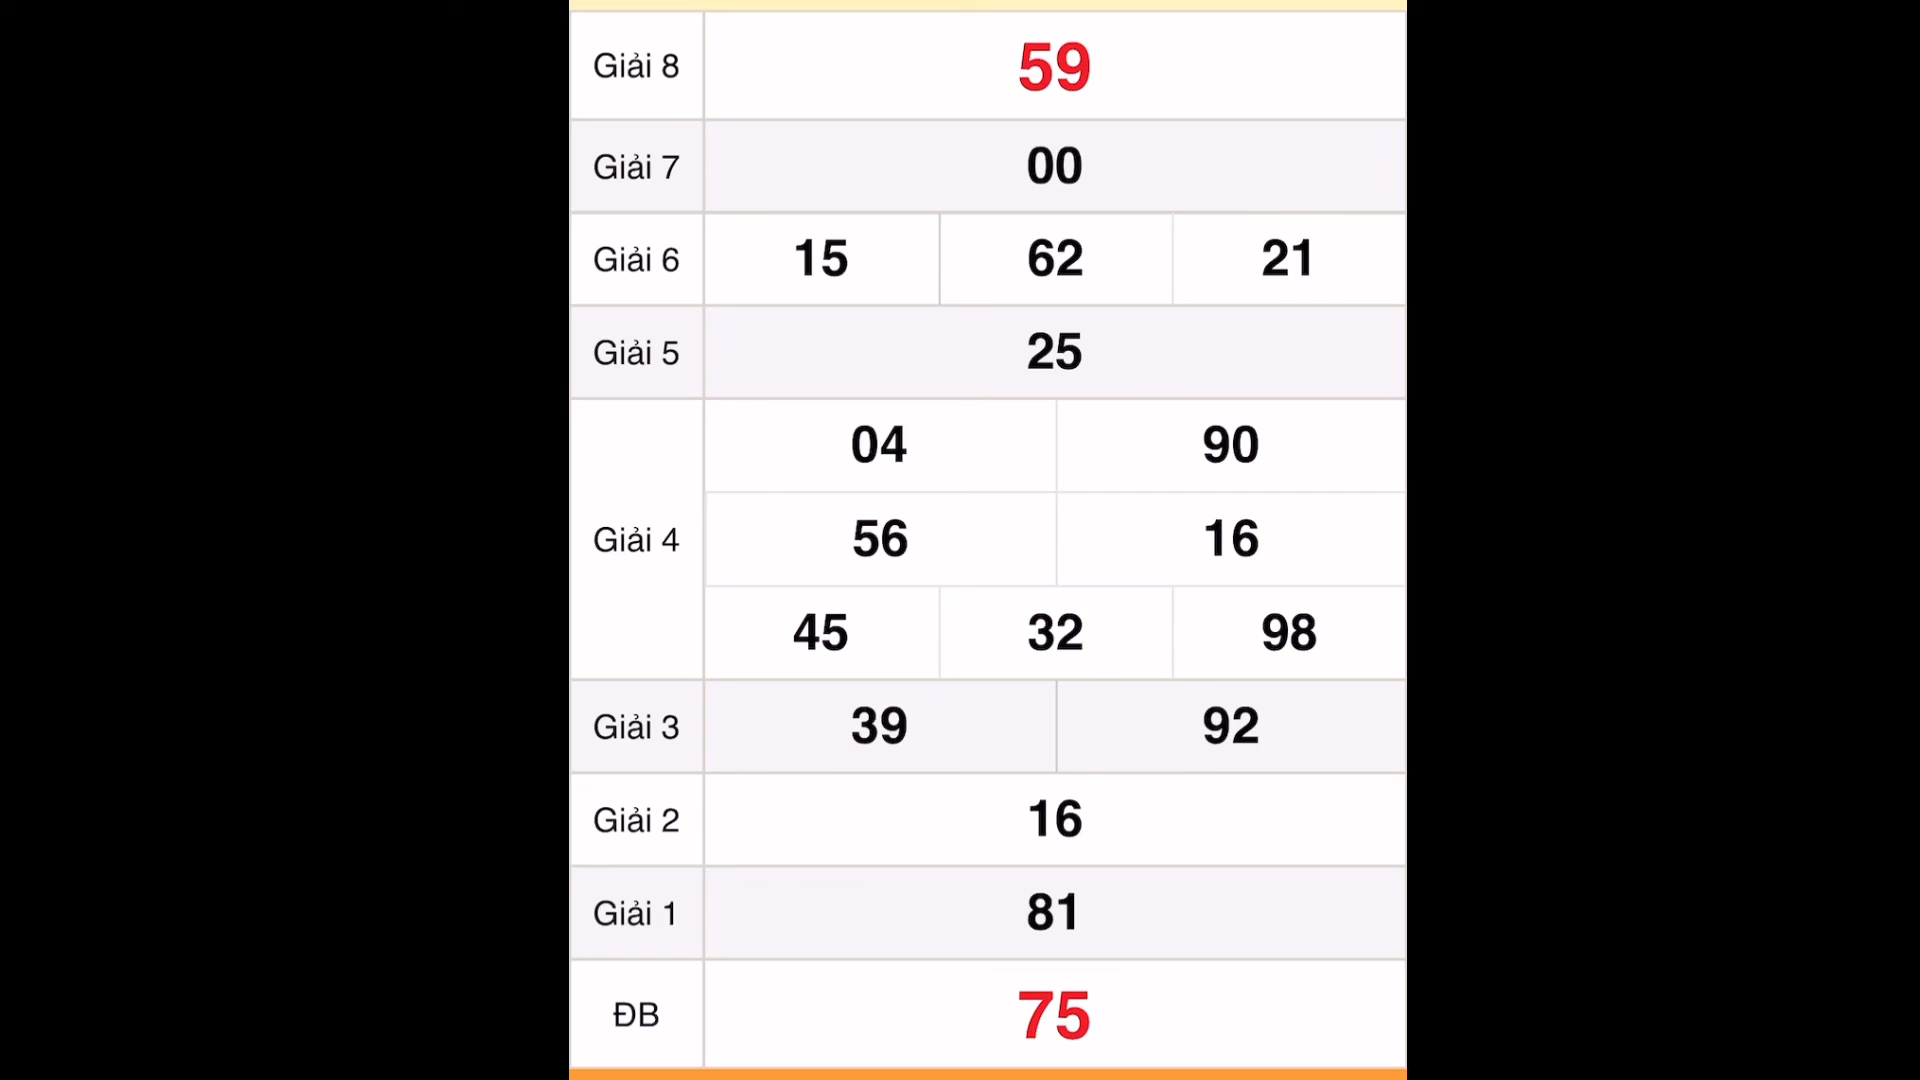 Giải 8 59
Giải 7 00
Giải 6 15 62 21
Giải 5 25
04 90
Giải 4 56 16
45 32 98
Giải 3 39 92
Giải 2 16
Giải 1 81
ĐB 75